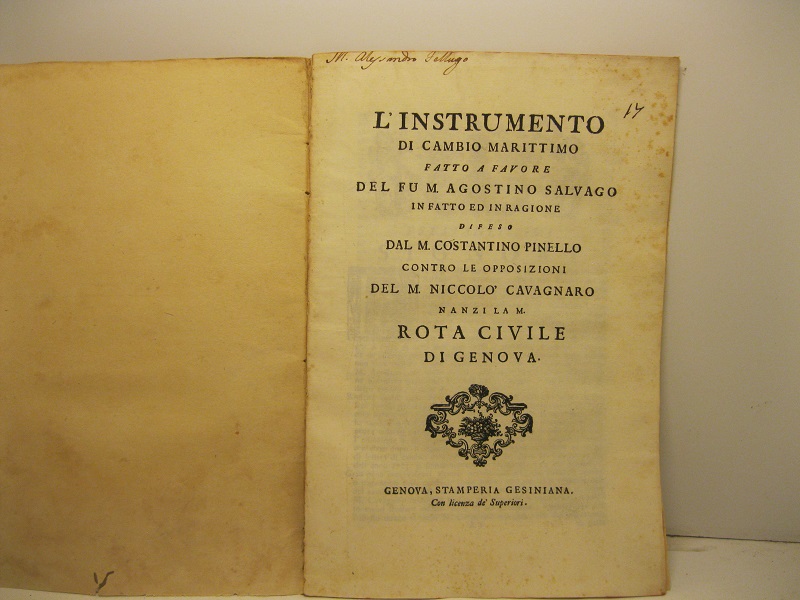 M. Alessandro
17
L'INSTRUMENTO
DI CAMBIO MARITTIMO
FATTO A FAVORE
DEL FU M. AGOSTINO SALVAGO
IN FATTO ED IN RAGIONE
DIFESO
DAL M. COSTANTINO PINELLO
CONTRO LE OPPOSIZIONI
DEL M. NICCOLO' CAVAGNARO
NANZI LA M.
ROTA CIVILE
DI GENOVA.
GENOVA, STAMPERIA GESINIANA.
Con licenza de' Superiori.